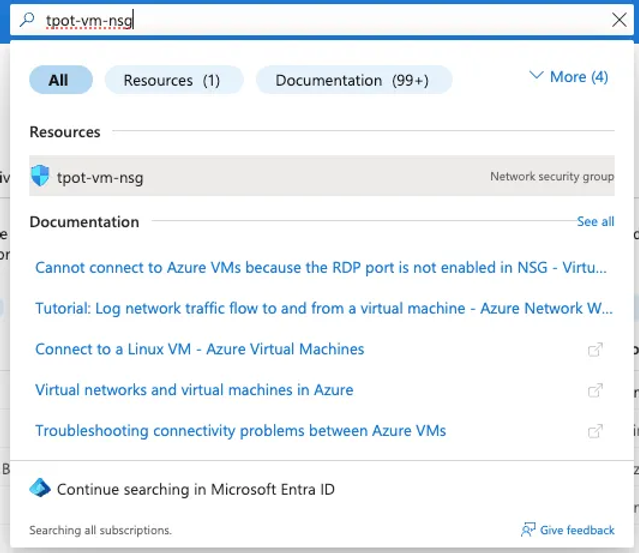 tpot-vm-nsg
All Resources (1) Documentation (99+) More (4)
Resources
tpot-vm-nsg Network security group
Documentation See all
Cannot connect to Azure VMs because the RDP port is not enabled in NSG - Virtu...
Tutorial: Log network traffic flow to and from a virtual machine - Azure Network W...
Connect to a Linux VM - Azure Virtual Machines
Virtual networks and virtual machines in Azure
Troubleshooting connectivity problems between Azure VMs
Continue searching in Microsoft Entra ID
Searching all subscriptions. Give feedback